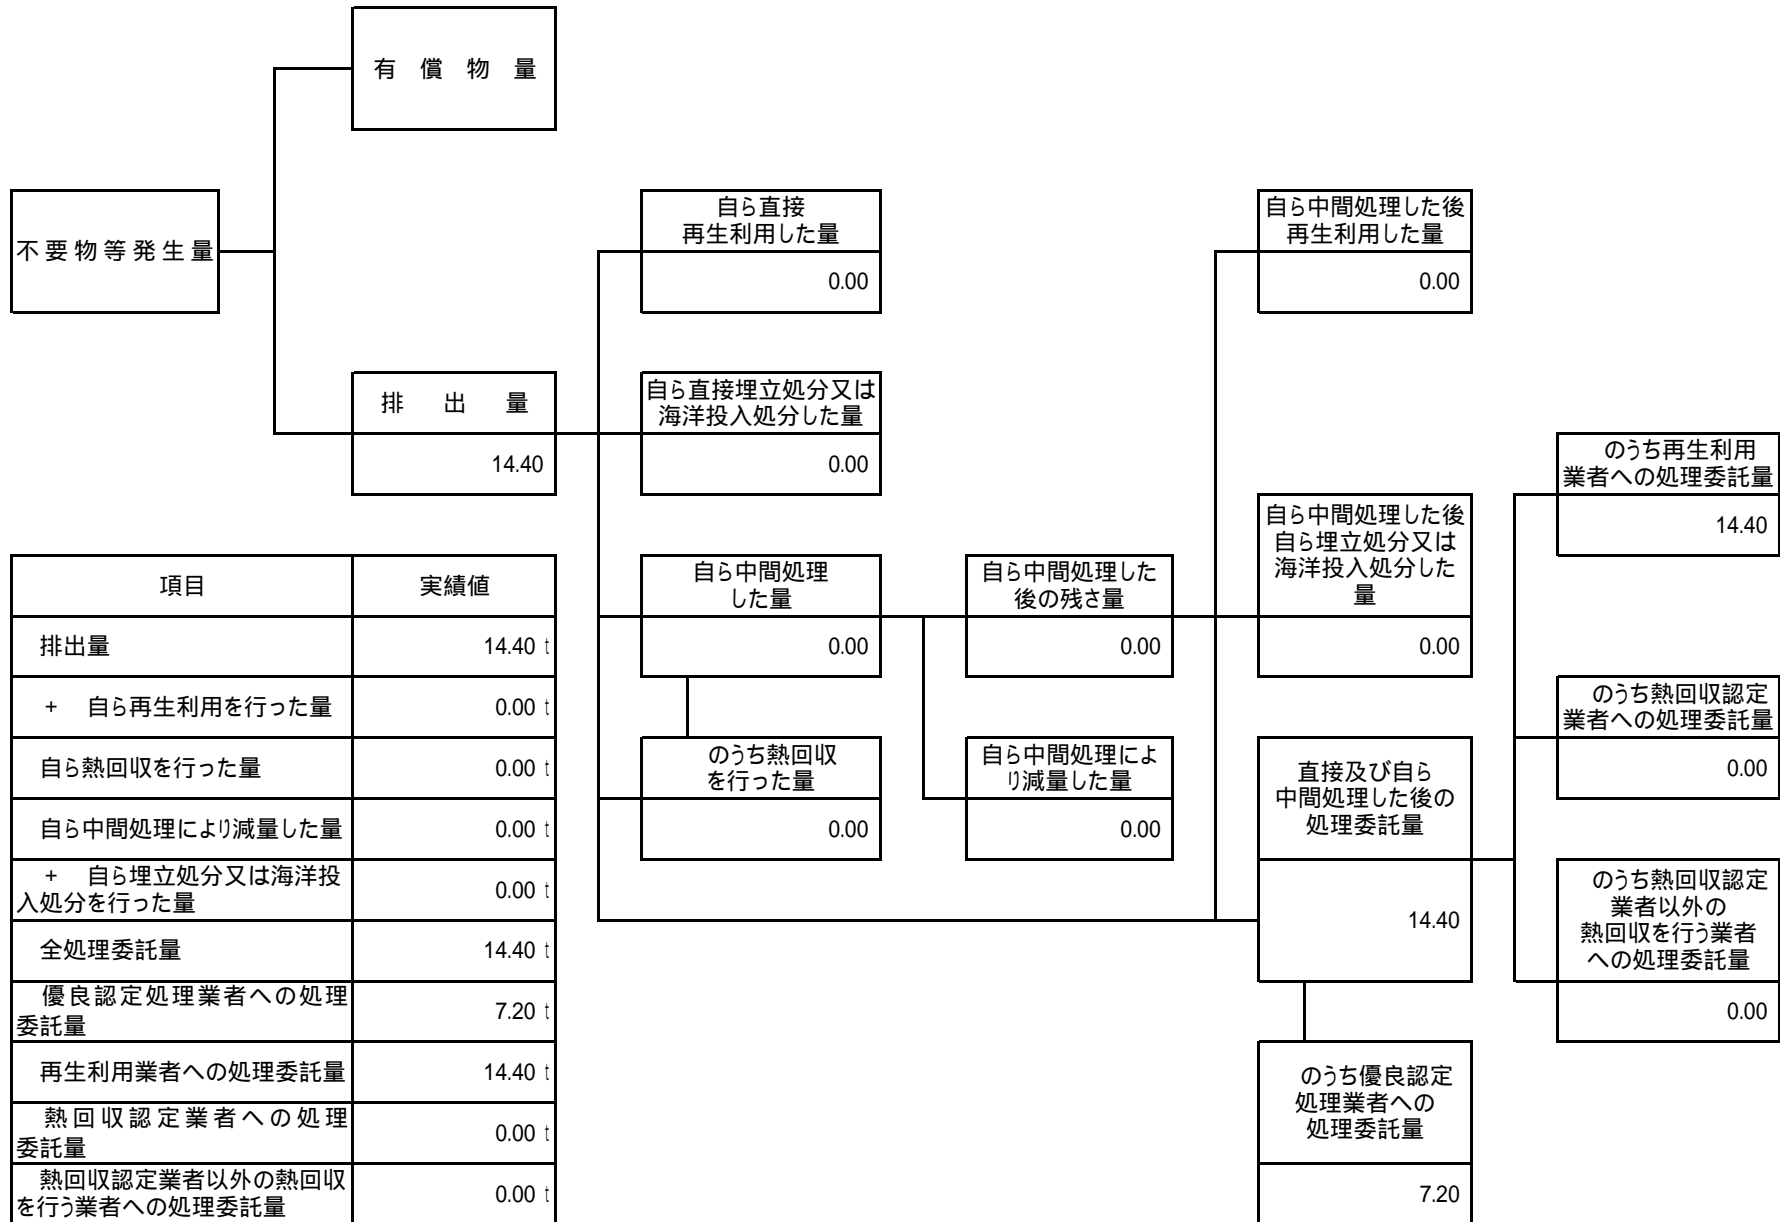 有 償 物 量
不要物等発生量
自ら直接
再生利用した量
0.00
自ら中間処理した後
再生利用した量
0.00
排 出 量
14.40
自ら直接埋立処分又は
海洋投入処分した量
0.00
のうち再生利用
業者への処理委託量
14.40
自ら中間処理した後
自ら埋立処分又は
海洋投入処分した
量
0.00
自ら中間処理
した量
0.00
自ら中間処理した
後の残さ量
0.00
のうち熱回収認定
業者への処理委託量
0.00
のうち熱回収
を行った量
0.00
自ら中間処理によ
り減量した量
0.00
直接及び自ら
中間処理した後の
処理委託量
14.40
のうち熱回収認定
業者以外の
熱回収を行う業者
への処理委託量
0.00
のうち優良認定
処理業者への
処理委託量
7.20
項目 実績値
排出量 14.40 t
+ 自ら再生利用を行った量 0.00 t
自ら熱回収を行った量 0.00 t
自ら中間処理により減量した量 0.00 t
+ 自ら埋立処分又は海洋投
入処分を行った量 0.00 t
全処理委託量 14.40 t
優良認定処理業者への処理
委託量 7.20 t
再生利用業者への処理委託量 14.40 t
熱回収認定業者への処理
委託量 0.00 t
熱回収認定業者以外の熱回収
を行う業者への処理委託量 0.00 t